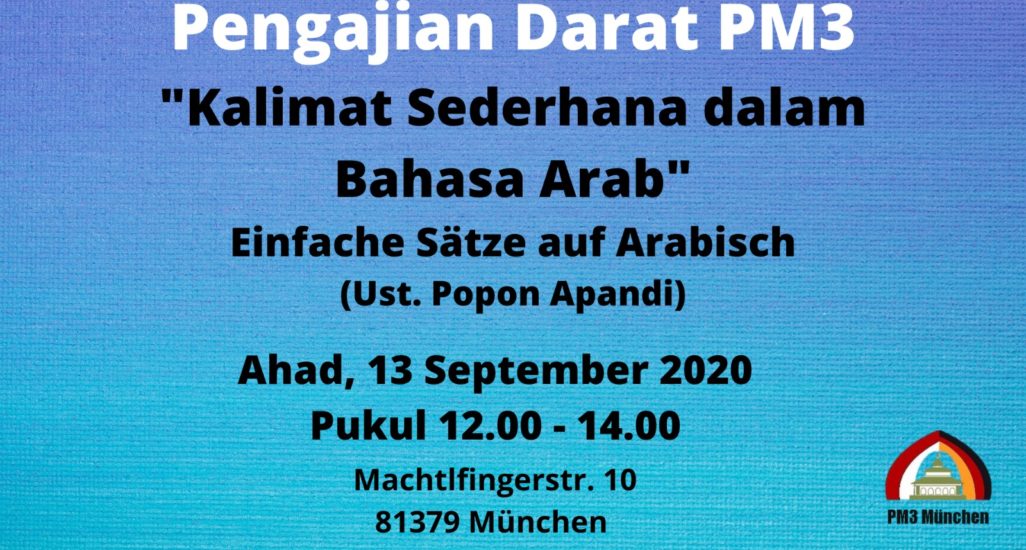 Pengajian Darat PM3
"Kalimat Sederhana dalam
Bahasa Arab"
Einfache Sätze auf Arabisch
(Ust. Popon Apandi)
Ahad, 13 September 2020
Pukul 12.00 - 14.00
Machtlfingerstr. 10
81379 München
PM3 München